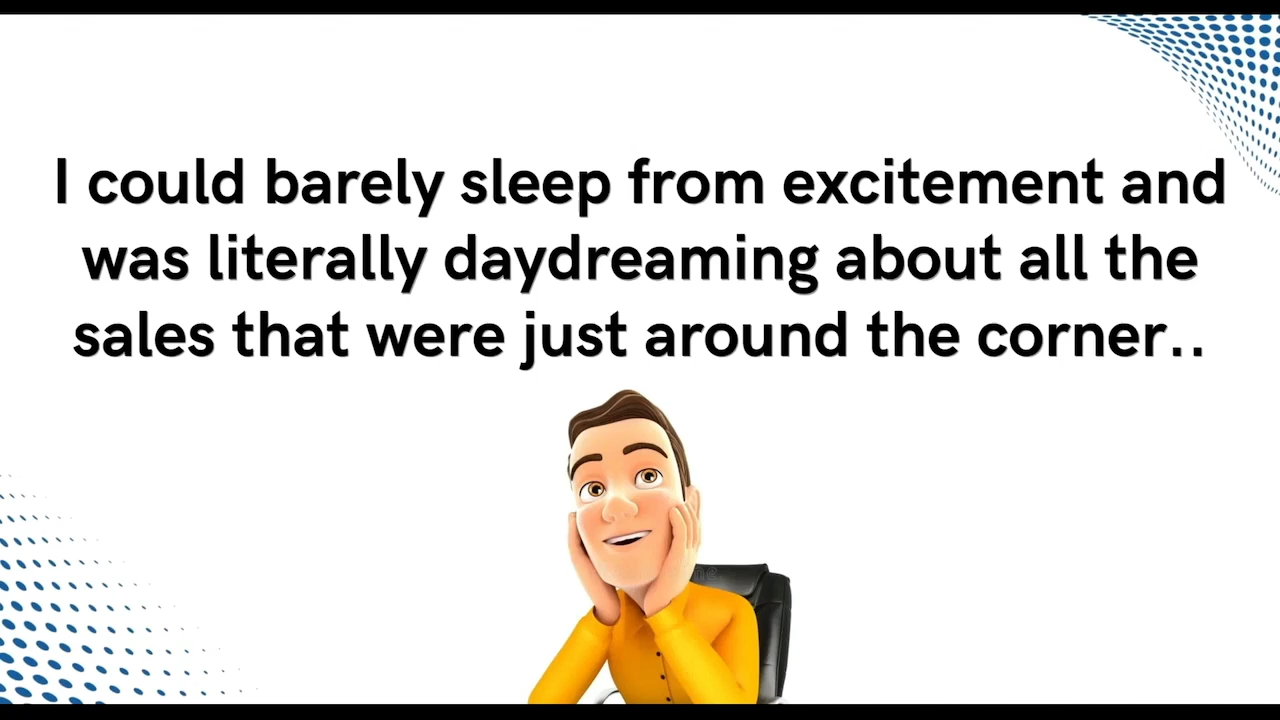 I could barely sleep from excitement and
was literally daydreaming about all the
sales that were just around the corner..